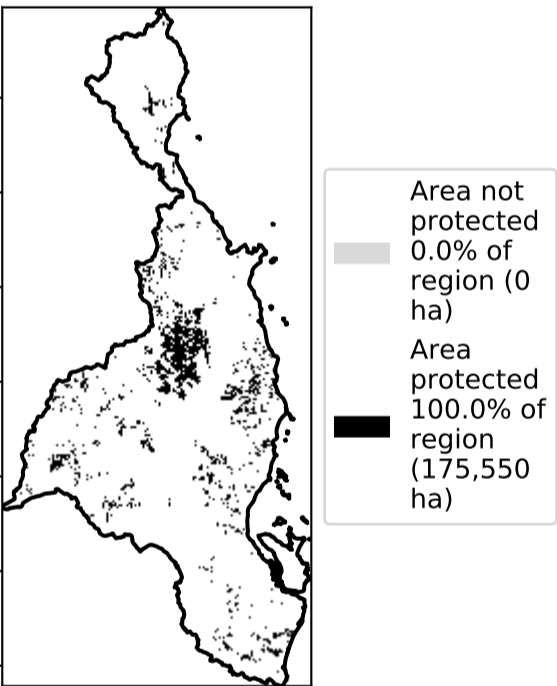 Area not
protected
0.0% of
region (0
ha)
Area
protected
100.0% of
region
(175,550
ha)